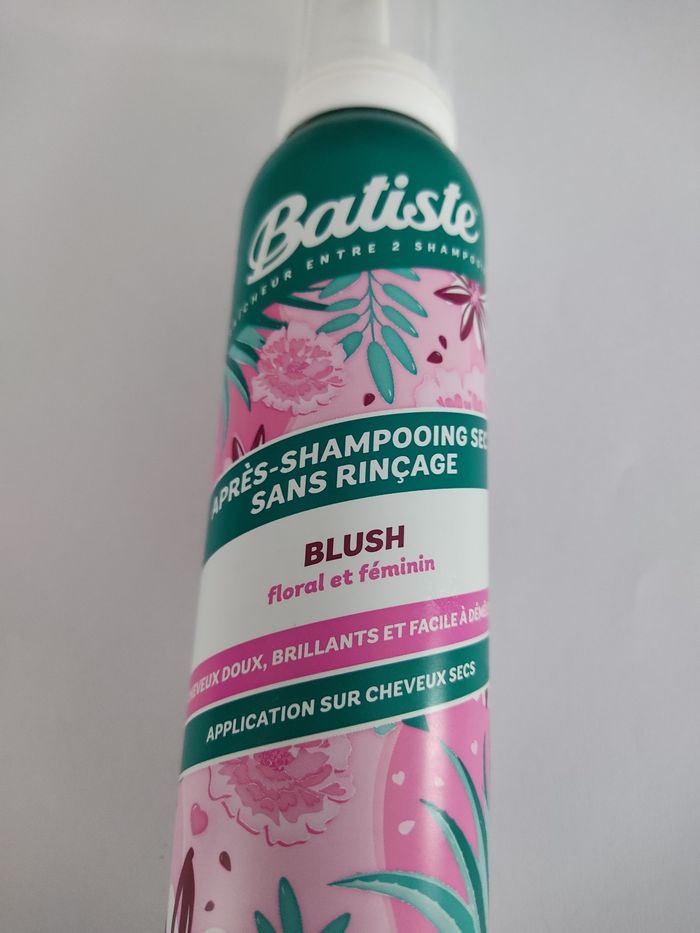 Batiste
ENTRE 2
APRÈS-SHAMPOOING SEC
SANS RINÇAGE
BLUSH
floral et féminin
DOUX, BRILLANTS ET FACILE À
APPLICATION SUR CHEVEUX SECS